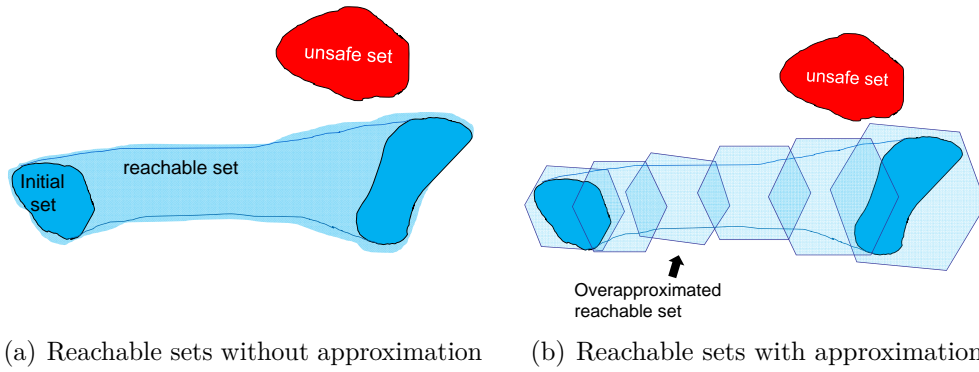 unsafe set
reachable set
Initial
set
(a) Reachable sets without approximation
unsafe set
Overapproximated
reachable set
(b) Reachable sets with approximation